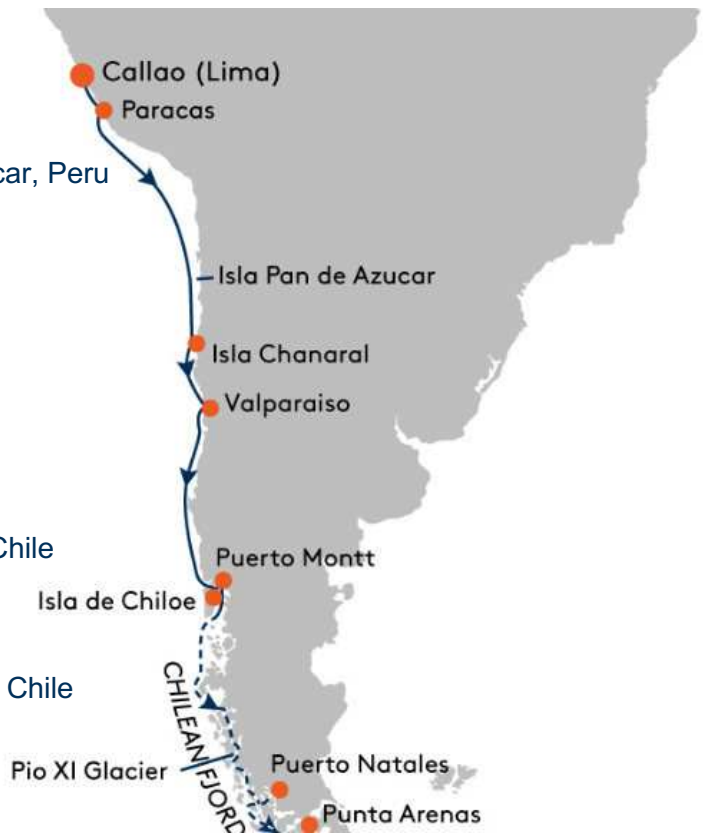 Callao (Lima)
Paracas
car, Peru
Isla Pan de Azucar
Isla Chanaral
Valparaiso
Chile
Puerto Montt
Isla de Chiloe
Chile
CHILEAN FJORD
Pio XI Glacier
Puerto Natales
Punta Arenas